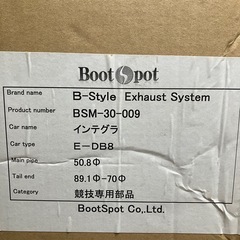 Boot Spot
Brand name B-Style Exhaust System
Product number BSM-30-009
Car name インテグラ
Car type E-DB8
Main pipe 50.8Φ
Tail end 89.1Φ-70Φ
Category 競技専用部品
BootSpot Co,.Ltd.